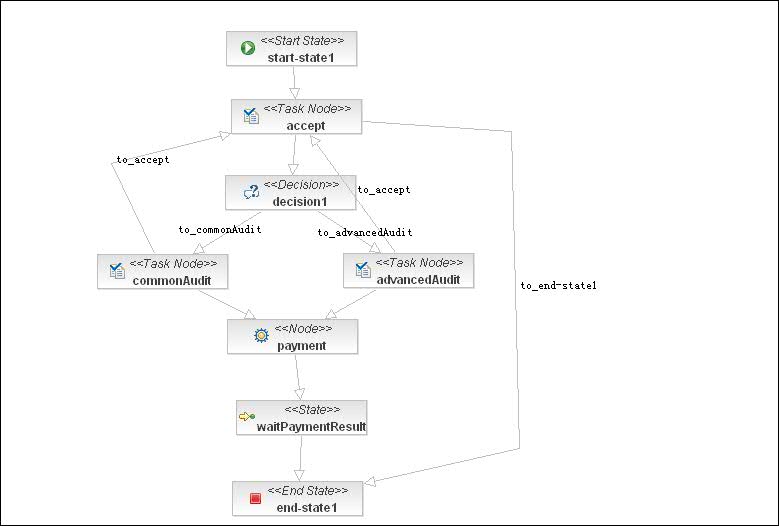 <<Start State>>
start-state1
<<Task Node>>
accept
to_accept
<<Decision>>
decision1
to_accept
to_commonAudit
to_advancedAudit
<<Task Node>>
commonAudit
<<Task Node>>
advancedAudit
to_end-state1
<<Node>>
payment
<<State>>
waitPaymentResult
<<End State>>
end-state1